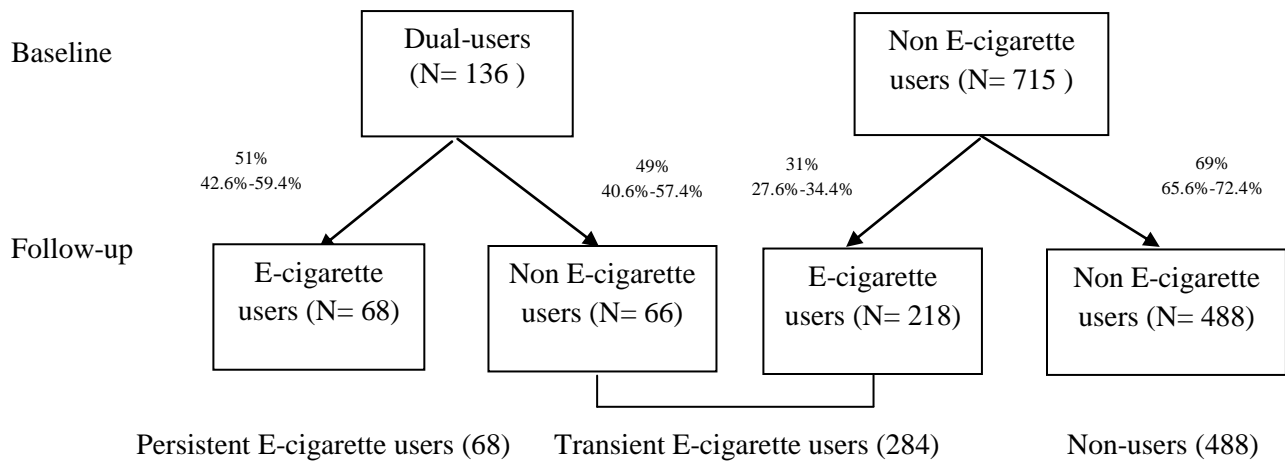 Baseline
Dual-users
(N= 136 )
Non E-cigarette
users (N= 715 )
51%
42.6%-59.4%
49%
40.6%-57.4%
31%
27.6%-34.4%
69%
65.6%-72.4%
Follow-up
E-cigarette
users (N= 68)
Non E-cigarette
users (N= 66)
E-cigarette
users (N= 218)
Non E-cigarette
users (N= 488)
Persistent E-cigarette users (68)
Transient E-cigarette users (284)
Non-users (488)